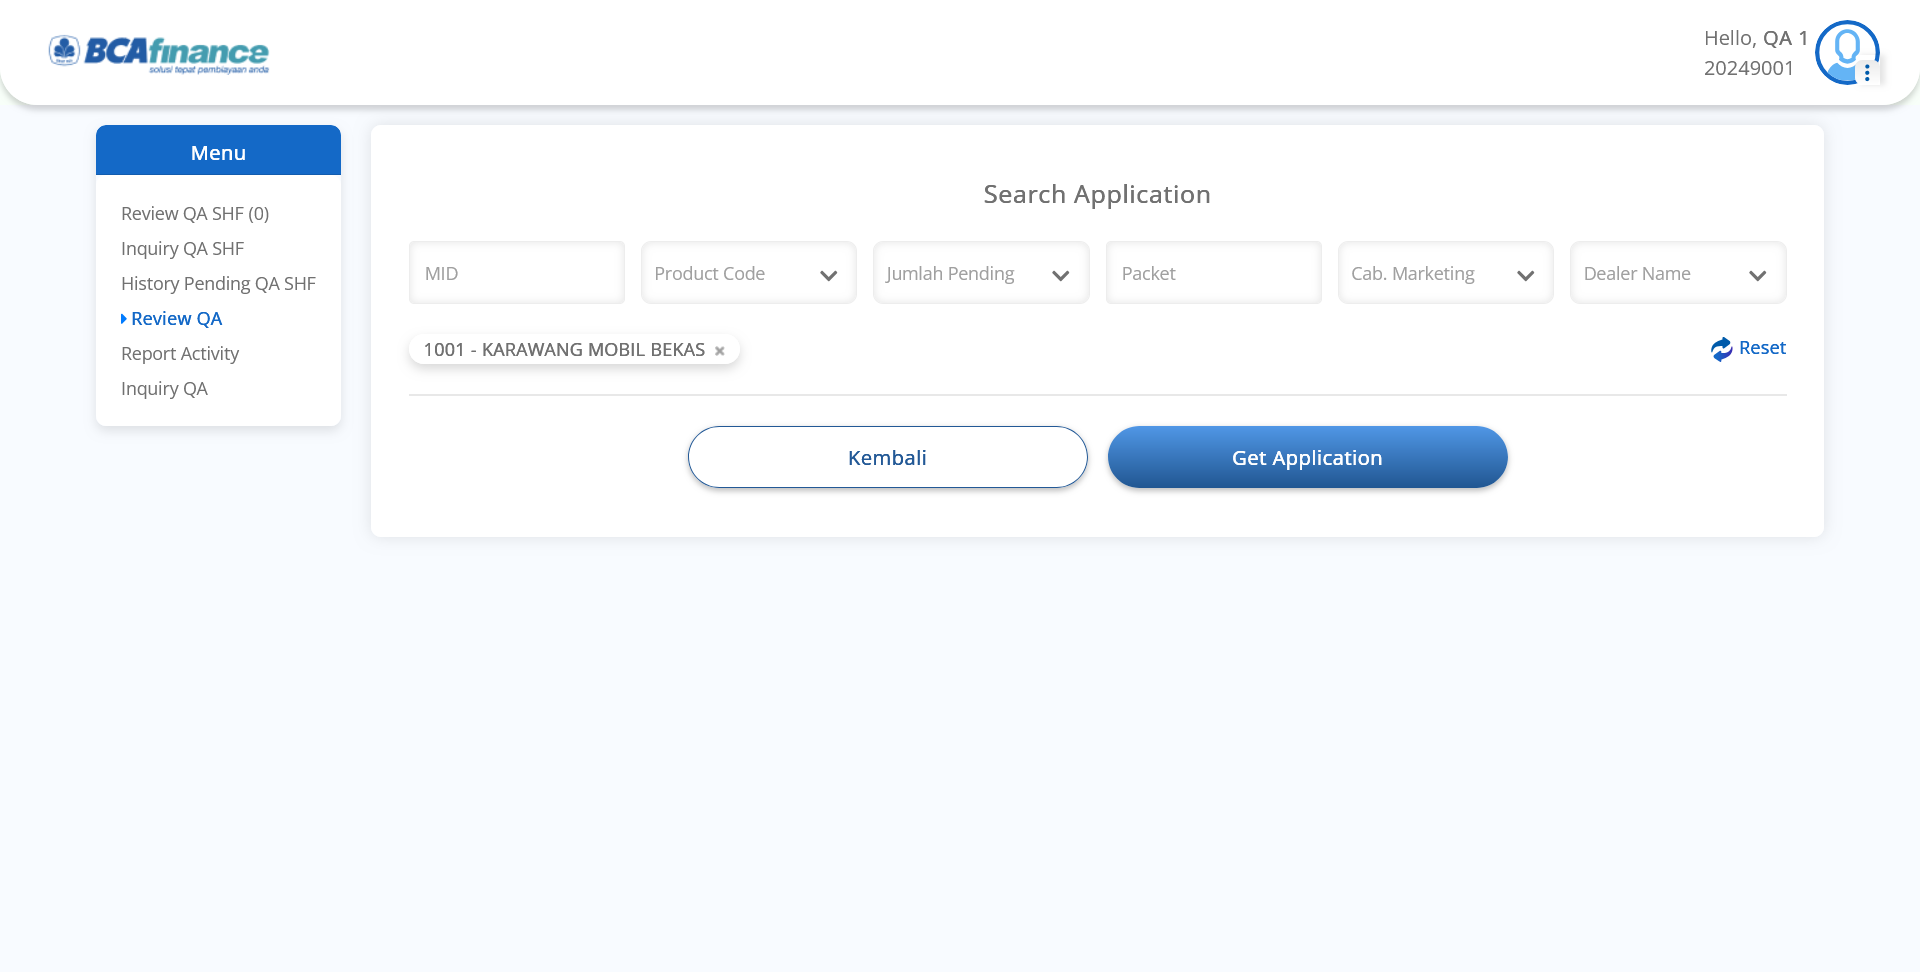 BCAfinance
solusi tepat pembiayaan anda
Hello, QA 1
20249001
Menu
Review QA SHF (0)
Inquiry QA SHF
History Pending QA SHF
Review QA
Report Activity
Inquiry QA
Search Application
MID
Product Code
Jumlah Pending
Packet
Cab. Marketing
Dealer Name
1001 - KARAWANG MOBIL BEKAS ×
Reset
Kembali
Get Application